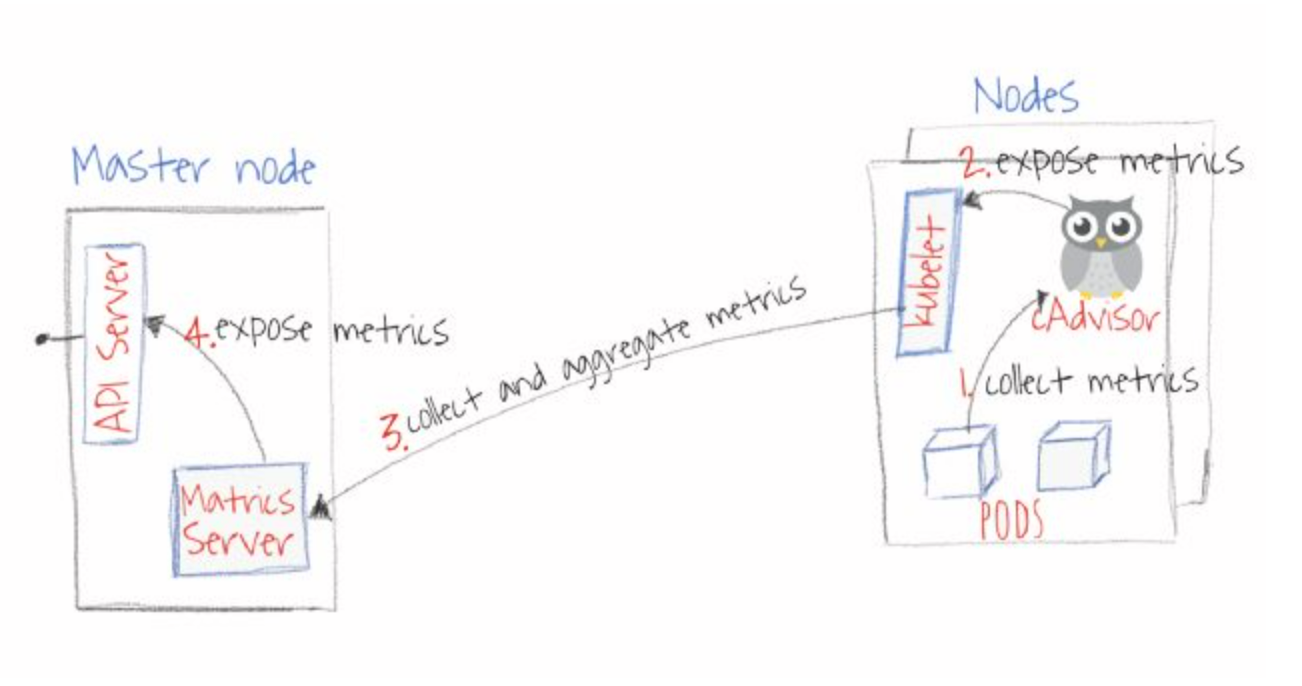 Nodes
Master node
2. expose metrics
kubelet
API Server
cAdvisor
4. expose metrics
3. collect and aggregate metrics
1. collect metrics
Matrics
Server
PODS